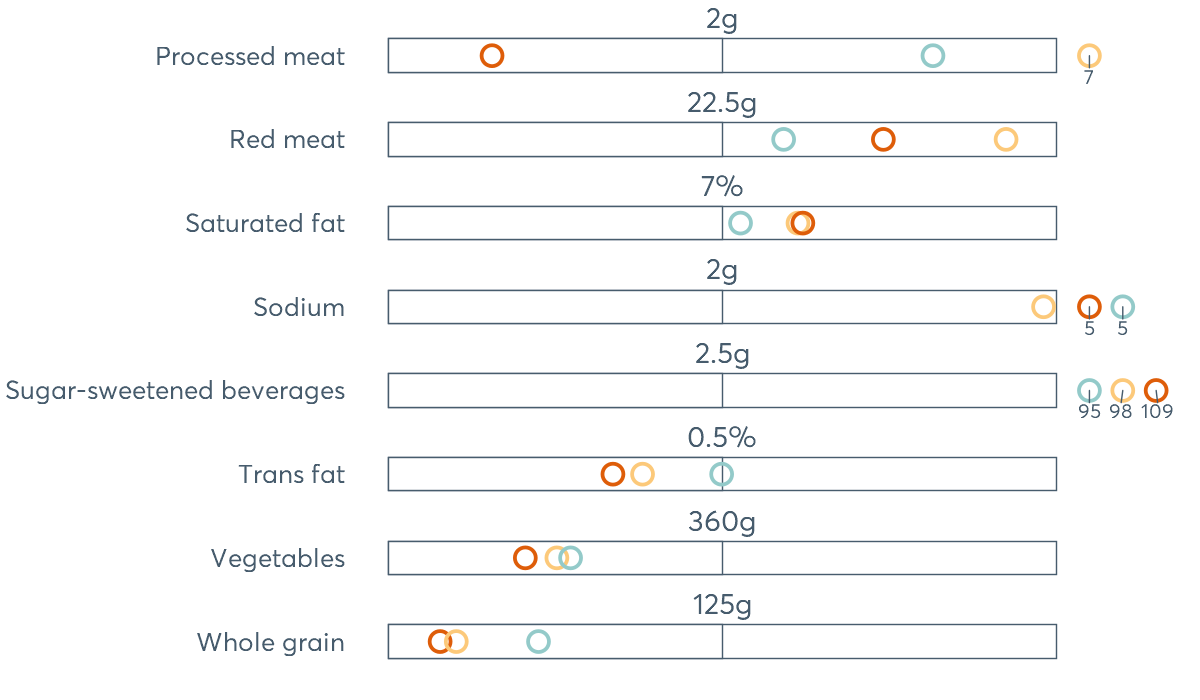 2g
Processed meat
7
22.5g
Red meat
7%
Saturated fat
2g
Sodium
5 5
2.5g
Sugar-sweetened beverages
95 98 109
0.5%
Trans fat
360g
Vegetables
125g
Whole grain